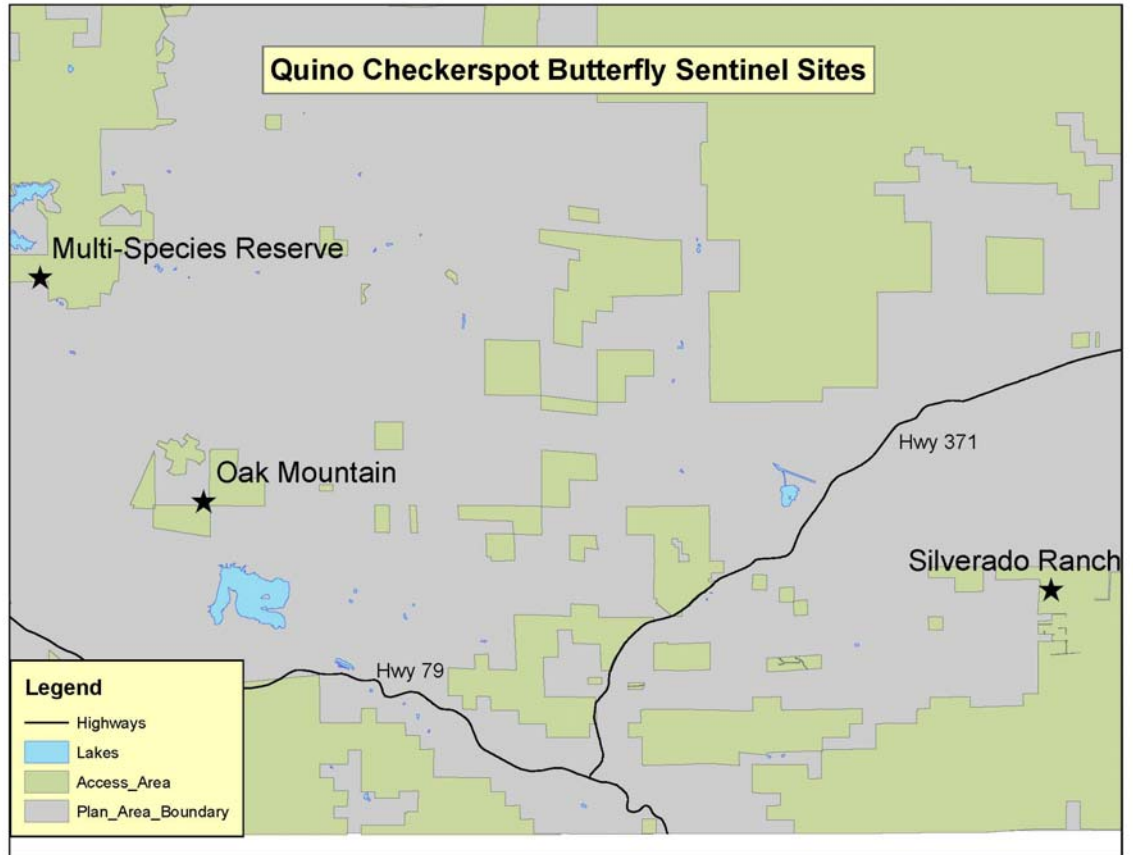 Quino Checkerspot Butterfly Sentinel Sites
Multi-Species Reserve
Hwy 371
Oak Mountain
Silverado Ranch
Hwy 79
Legend
Highways
Lakes
Access_Area
Plan_Area_Boundary